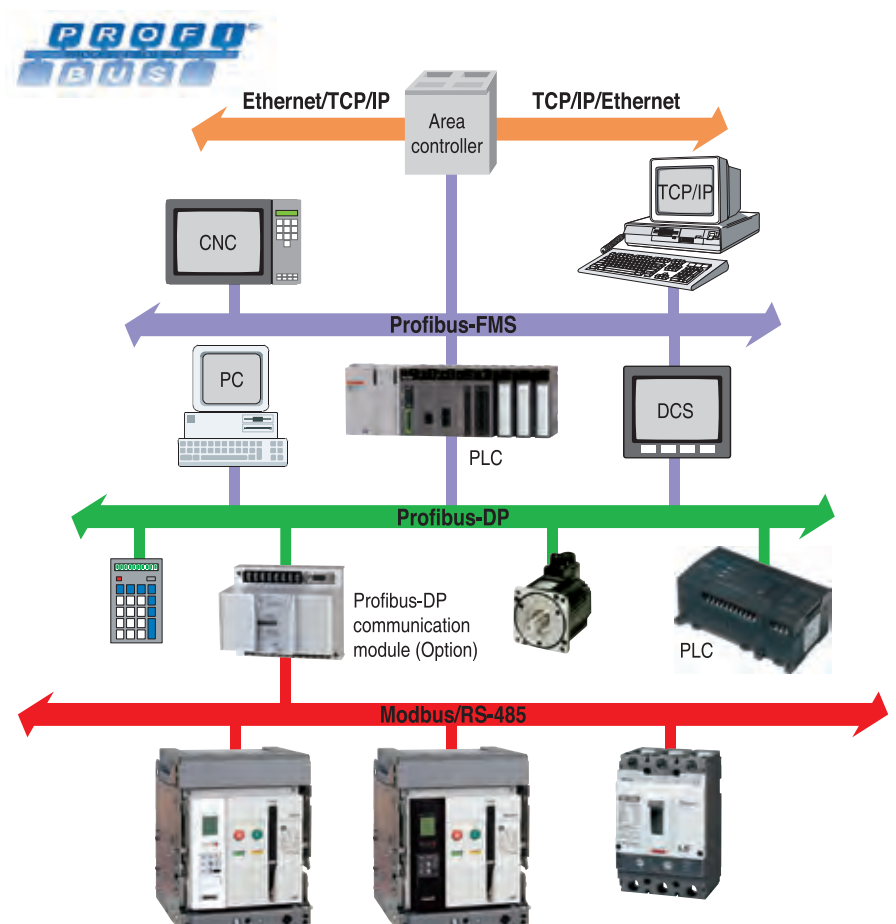 PROFI
BUS
Ethernet/TCP/IP
TCP/IP/Ethernet
Area
controller
TCP/IP
CNC
Profibus-FMS
PC
DCS
PLC
Profibus-DP
Profibus-DP
communication
module (Option)
PLC
Modbus/RS-485
LS